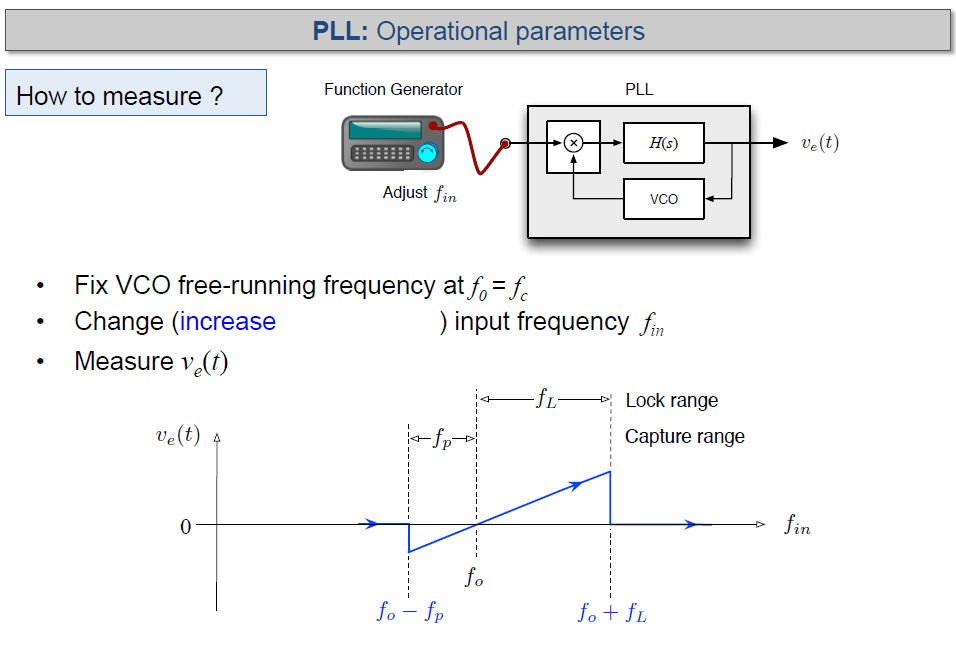 PLL: Operational parameters
How to measure ?
Function Generator
PLL
H(s)
v_e(t)
VCO
Adjust f_in
• Fix VCO free-running frequency at f_0 = f_c
• Change (increase ) input frequency f_in
• Measure v_e(t)
f_L
Lock range
v_e(t)
f_p
Capture range
0
f_in
f_o
f_o − f_p
f_o + f_L